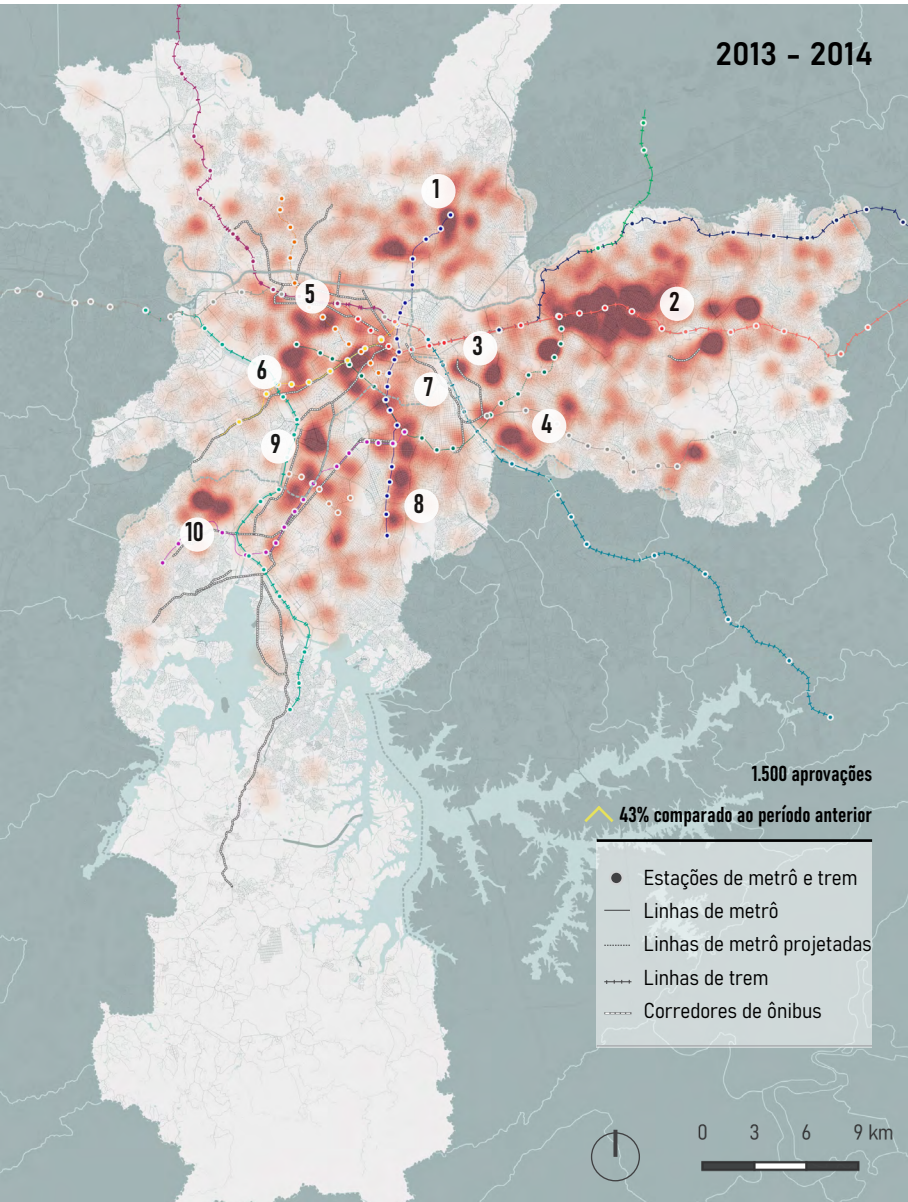 2013 - 2014
1
2
5
3
6
7
4
9
8
10
1.500 aprovações
43% comparado ao período anterior
Estações de metrô e trem
Linhas de metrô
Linhas de metrô projetadas
Linhas de trem
Corredores de ônibus
0 3 6 9 km